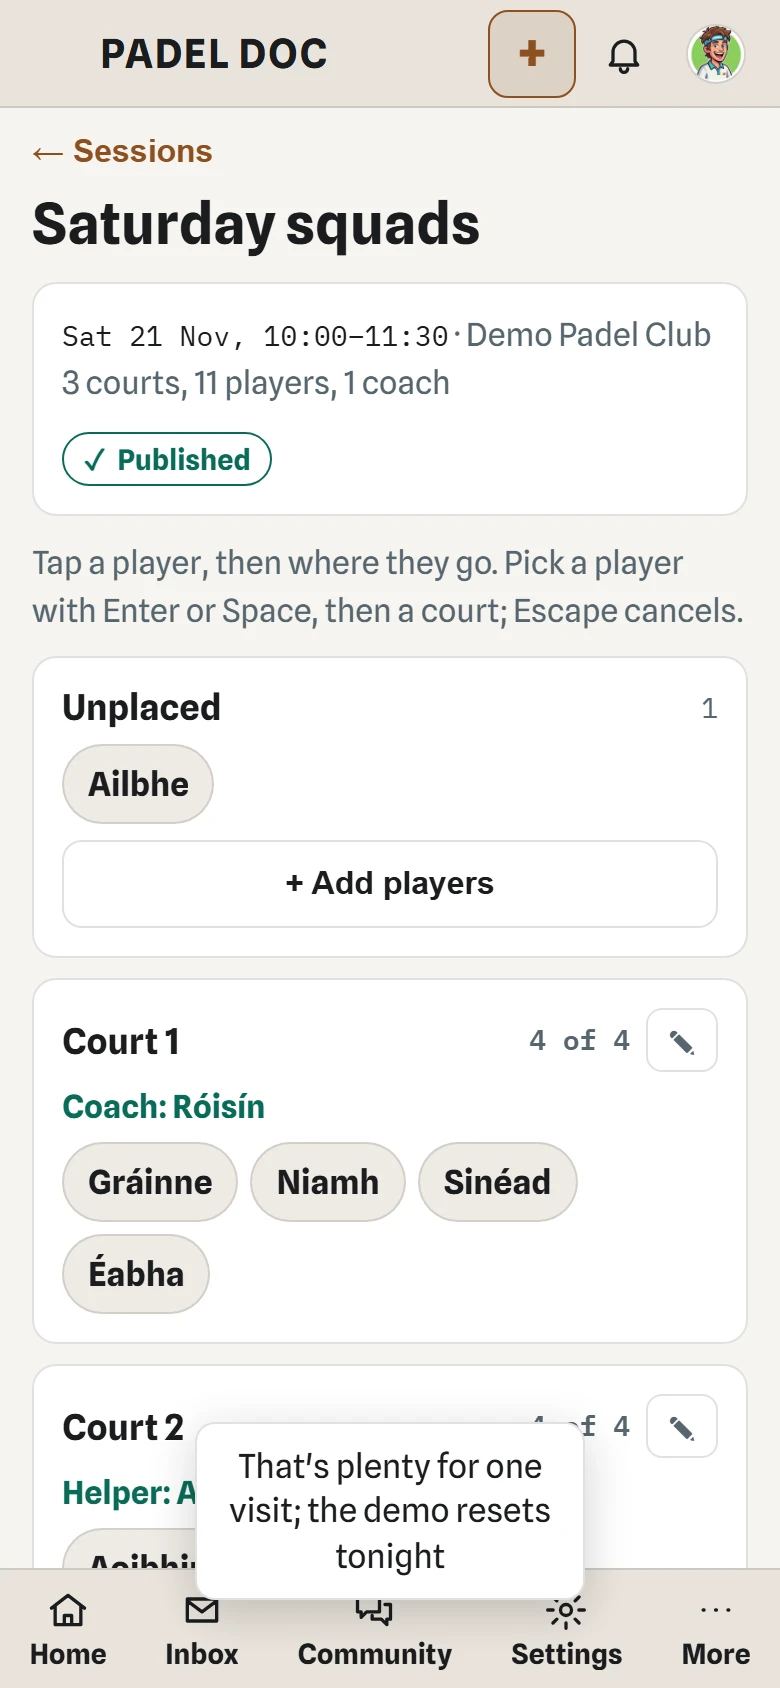 PADEL DOC
← Sessions
Saturday squads
Sat 21 Nov, 10:00–11:30 · Demo Padel Club
3 courts, 11 players, 1 coach
✓ Published
Tap a player, then where they go. Pick a player
with Enter or Space, then a court; Escape cancels.
Unplaced 1
Ailbhe
+ Add players
Court 1 4 of 4
Coach: Róisín
Gráinne Niamh Sinéad
Éabha
Court 2 of 4
Helper:
That's plenty for one
visit; the demo resets
tonight
Home Inbox Community Settings More